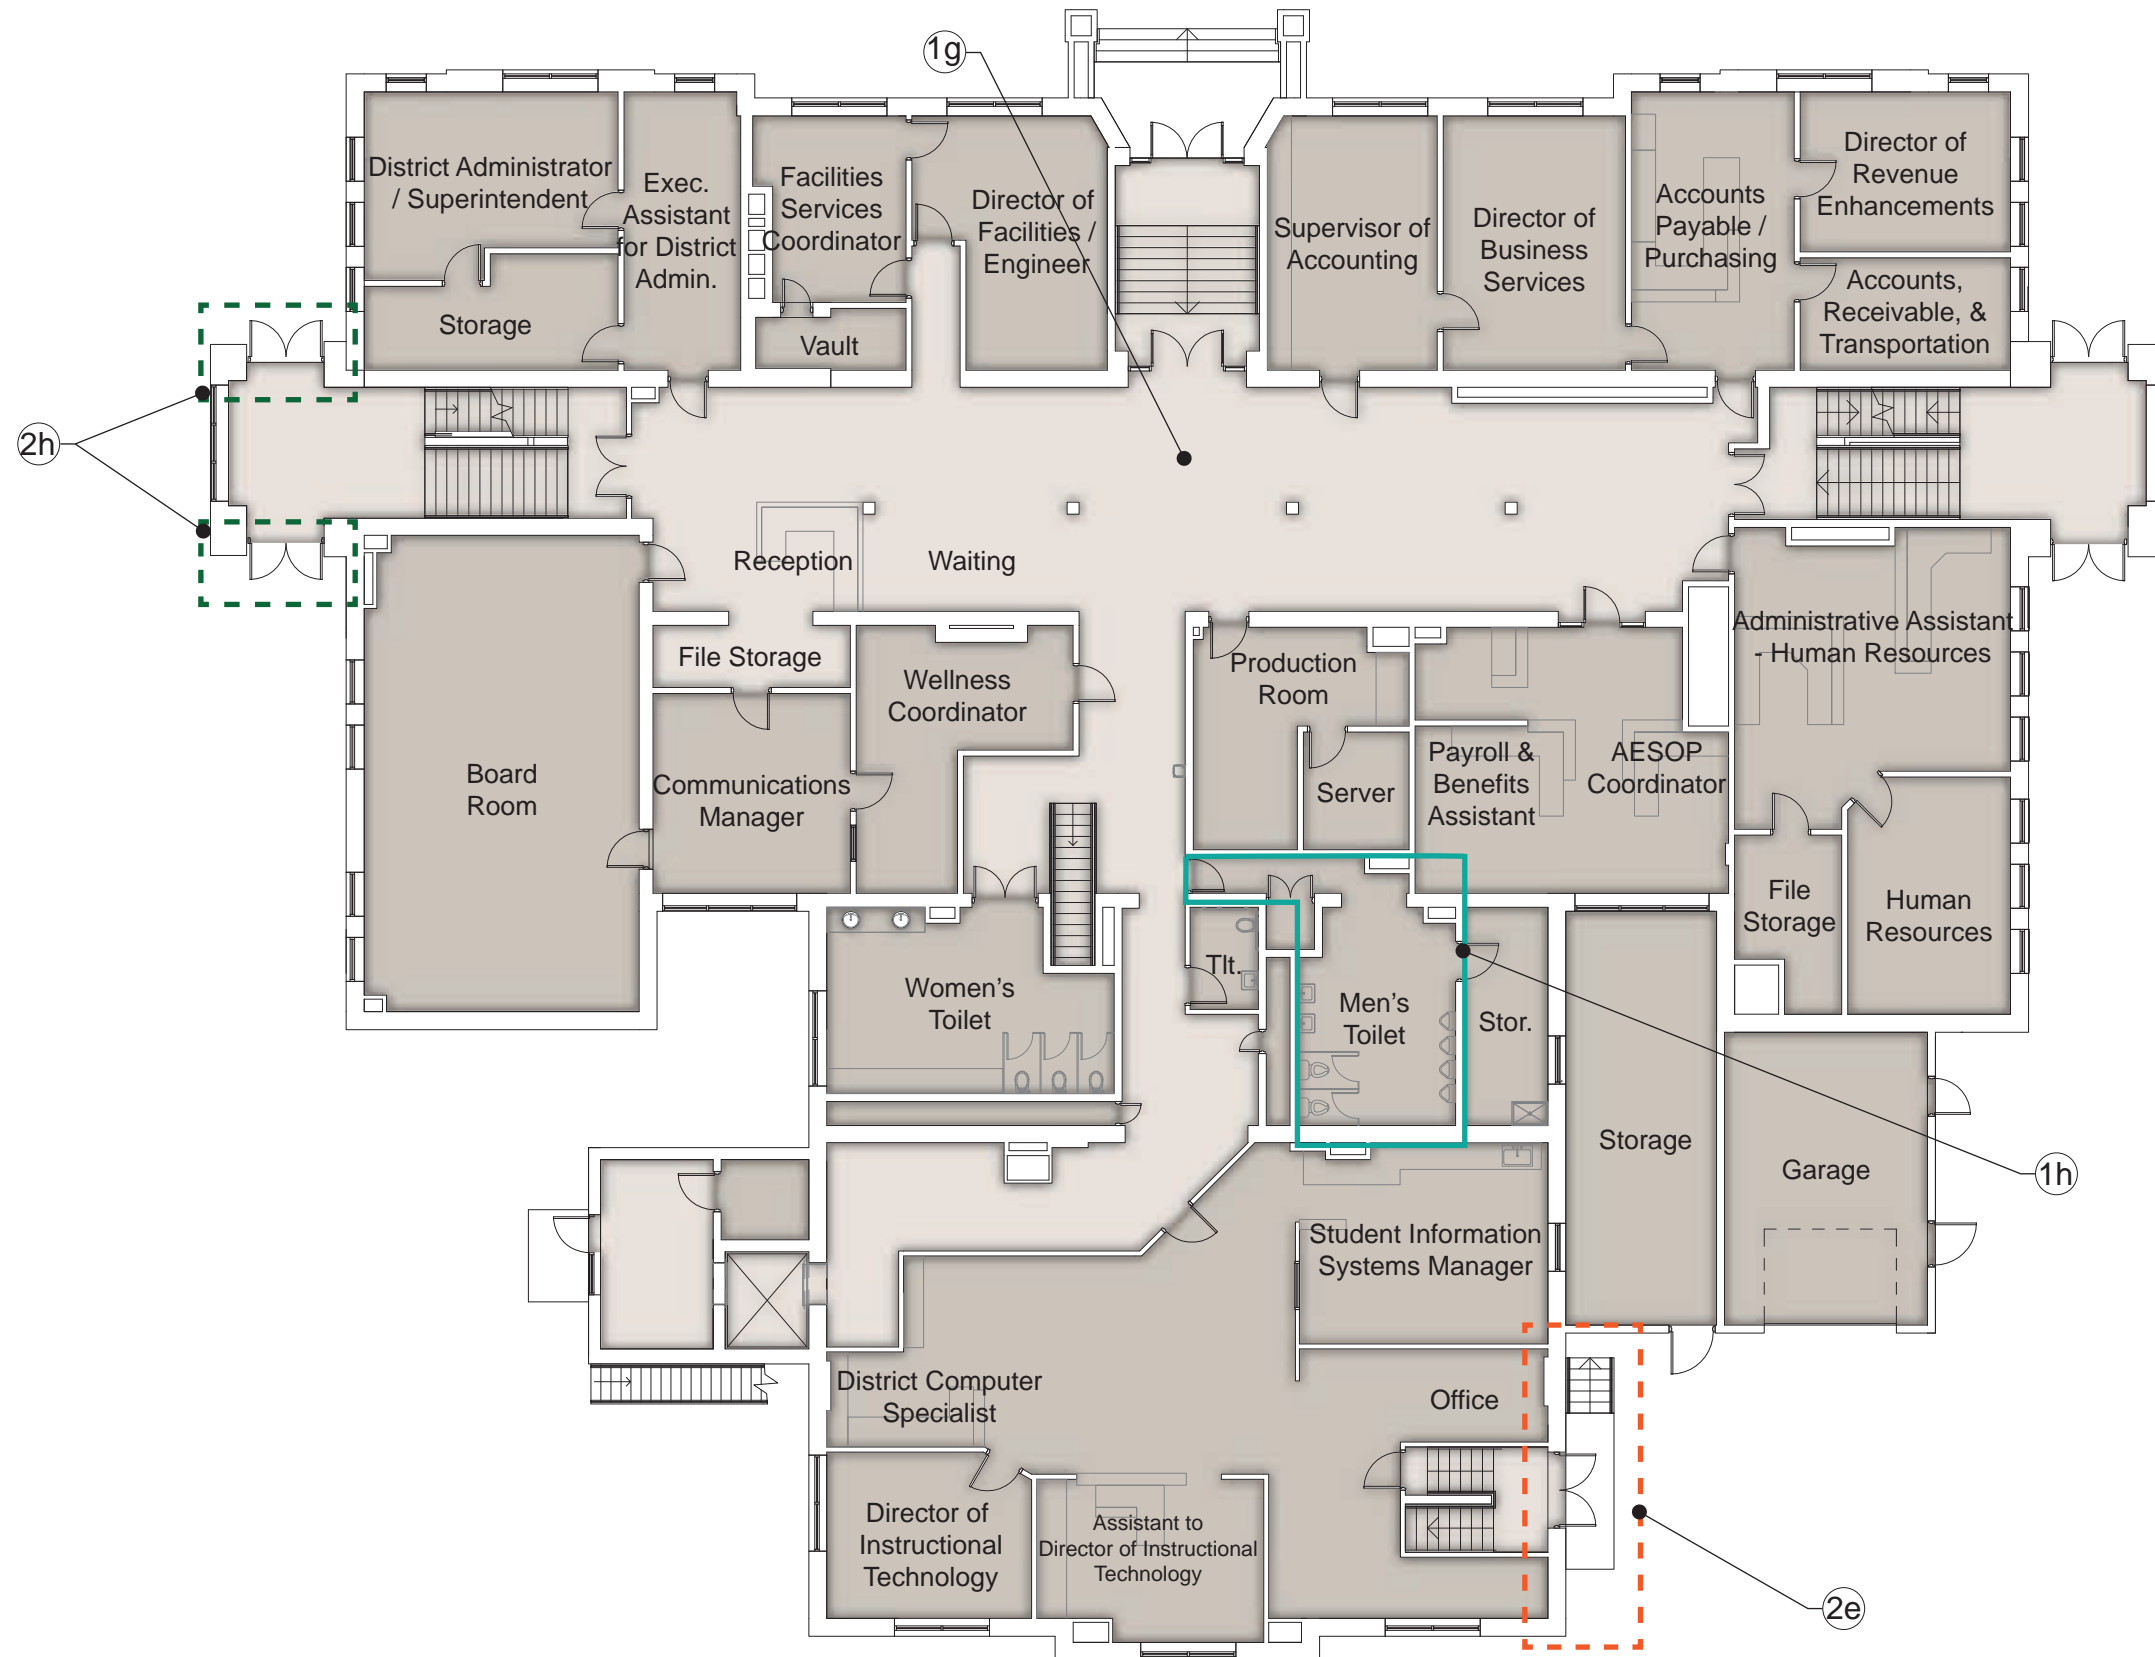 1g
District Administrator
/ Superintendent
Exec.
Assistant
for District
Admin.
Facilities
Services
Coordinator
Director of
Facilities /
Engineer
Supervisor of
Accounting
Director of
Business
Services
Accounts
Payable /
Purchasing
Director of
Revenue
Enhancements
Accounts,
Receivable, &
Transportation
Storage
Vault
2h
Reception
Waiting
File Storage
Wellness
Coordinator
Production
Room
Administrative Assistant
- Human Resources
Board
Room
Communications
Manager
Server
Payroll &
Benefits
Assistant
AESOP
Coordinator
File
Storage
Human
Resources
Women's
Toilet
Tlt.
Men's
Toilet
Stor.
Storage
Garage
1h
Student Information
Systems Manager
District Computer
Specialist
Office
Director of
Instructional
Technology
Assistant to
Director of Instructional
Technology
2e